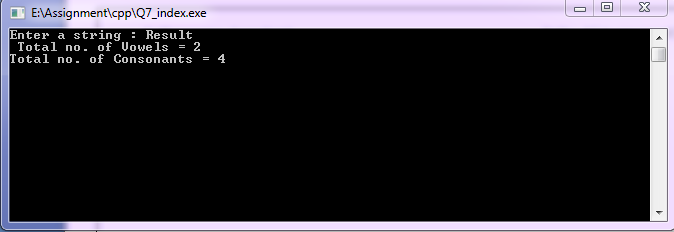 E:\Assignment\cpp\Q7_index.exe
Enter a string : Result
 Total no. of Vowels = 2
Total no. of Consonants = 4